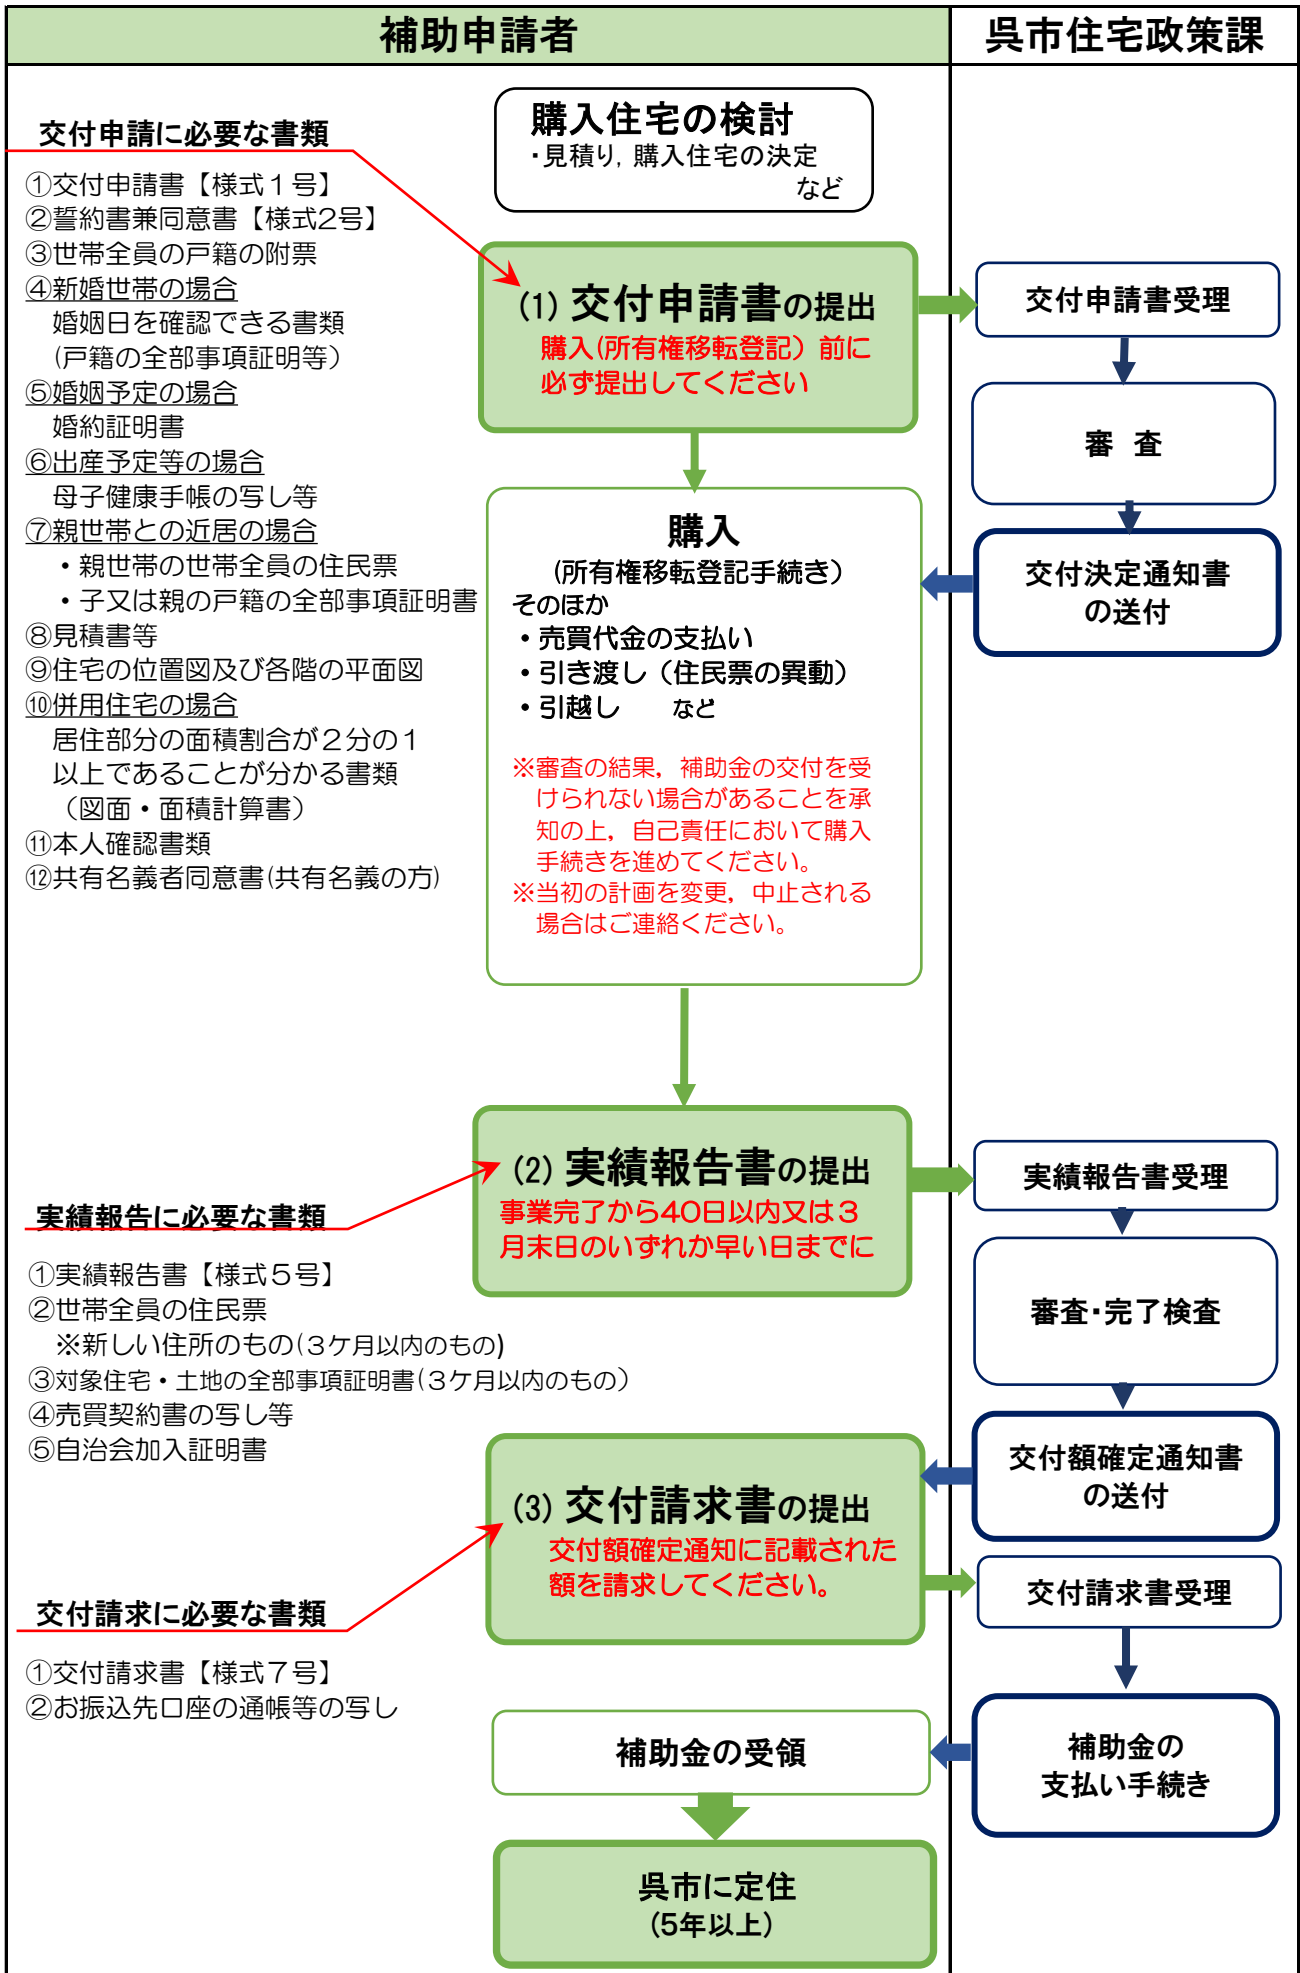 補助申請者
呉市住宅政策課
購入住宅の検討
・見積り, 購入住宅の決定
など
交付申請に必要な書類
①交付申請書【様式１号】
②誓約書兼同意書【様式2号】
③世帯全員の戸籍の附票
④新婚世帯の場合
婚姻日を確認できる書類
(戸籍の全部事項証明等）
⑤婚姻予定の場合
婚約証明書
⑥出産予定等の場合
母子健康手帳の写し等
⑦親世帯との近居の場合
・親世帯の世帯全員の住民票
・子又は親の戸籍の全部事項証明書
⑧見積書等
⑨住宅の位置図及び各階の平面図
⑩併用住宅の場合
居住部分の面積割合が２分の１
以上であることが分かる書類
（図面・面積計算書）
⑪本人確認書類
⑫共有名義者同意書(共有名義の方)
(1) 交付申請書の提出
購入(所有権移転登記）前に
必ず提出してください
交付申請書受理
審 査
交付決定通知書
の送付
購入
(所有権移転登記手続き）
そのほか
・売買代金の支払い
・引き渡し（住民票の異動）
・引越し　など
※審査の結果，補助金の交付を受
けられない場合があることを承
知の上，自己責任において購入
手続きを進めてください。
※当初の計画を変更，中止される
場合はご連絡ください。
(2) 実績報告書の提出
事業完了から40日以内又は３
月末日のいずれか早い日までに
実績報告書受理
審査・完了検査
交付額確定通知書
の送付
実績報告に必要な書類
①実績報告書【様式５号】
②世帯全員の住民票
※新しい住所のもの(３ケ月以内のもの)
③対象住宅・土地の全部事項証明書(３ケ月以内のもの）
④売買契約書の写し等
⑤自治会加入証明書
(3) 交付請求書の提出
交付額確定通知に記載された
額を請求してください。
交付請求書受理
交付請求に必要な書類
①交付請求書【様式７号】
②お振込先口座の通帳等の写し
補助金の
支払い手続き
補助金の受領
呉市に定住
(5年以上）